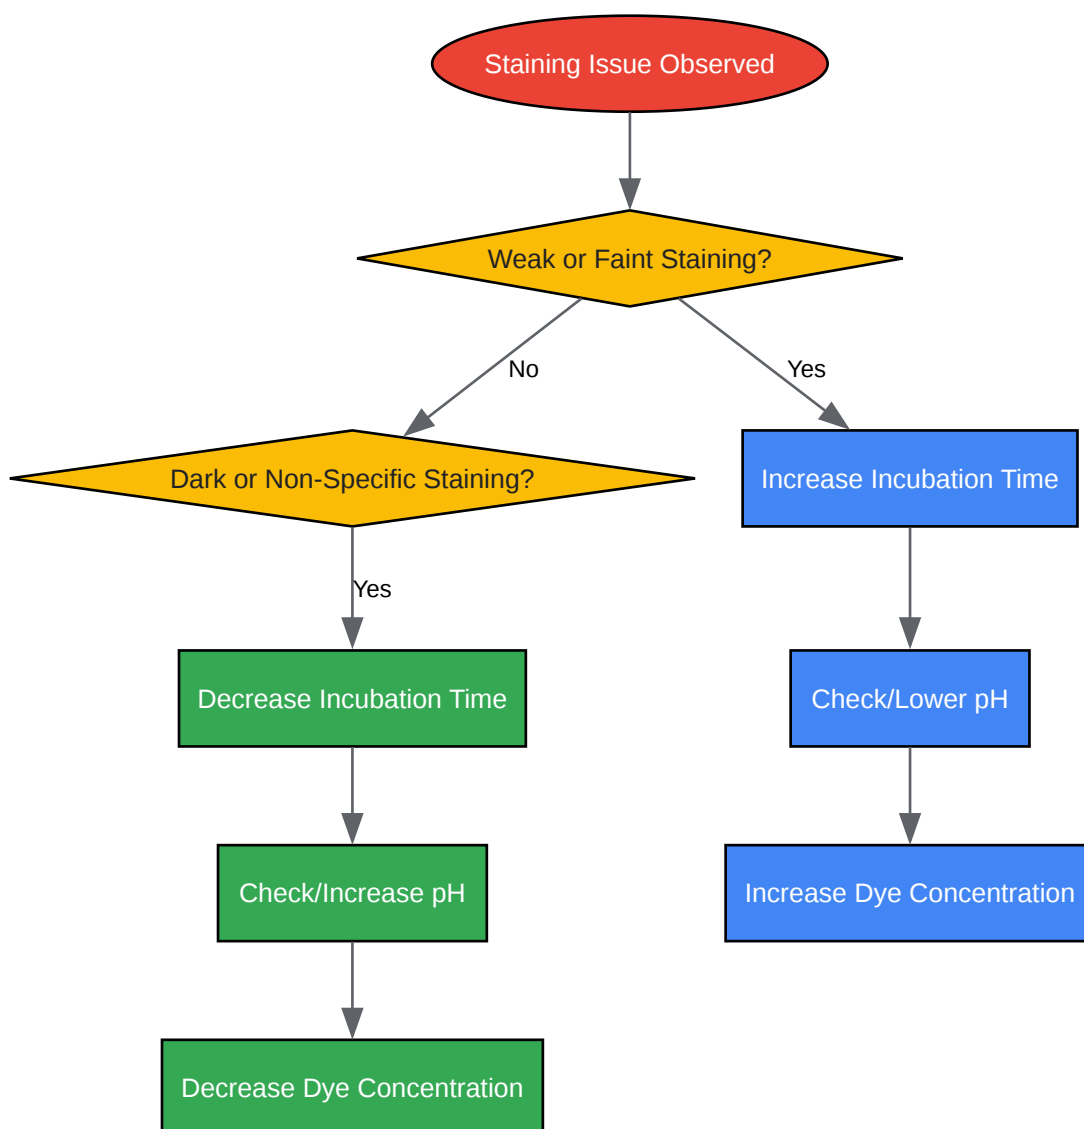 Staining Issue Observed
Weak or Faint Staining?
No
Yes
Dark or Non-Specific Staining?
Increase Incubation Time
Yes
Decrease Incubation Time
Check/Lower pH
Check/Increase pH
Increase Dye Concentration
Decrease Dye Concentration